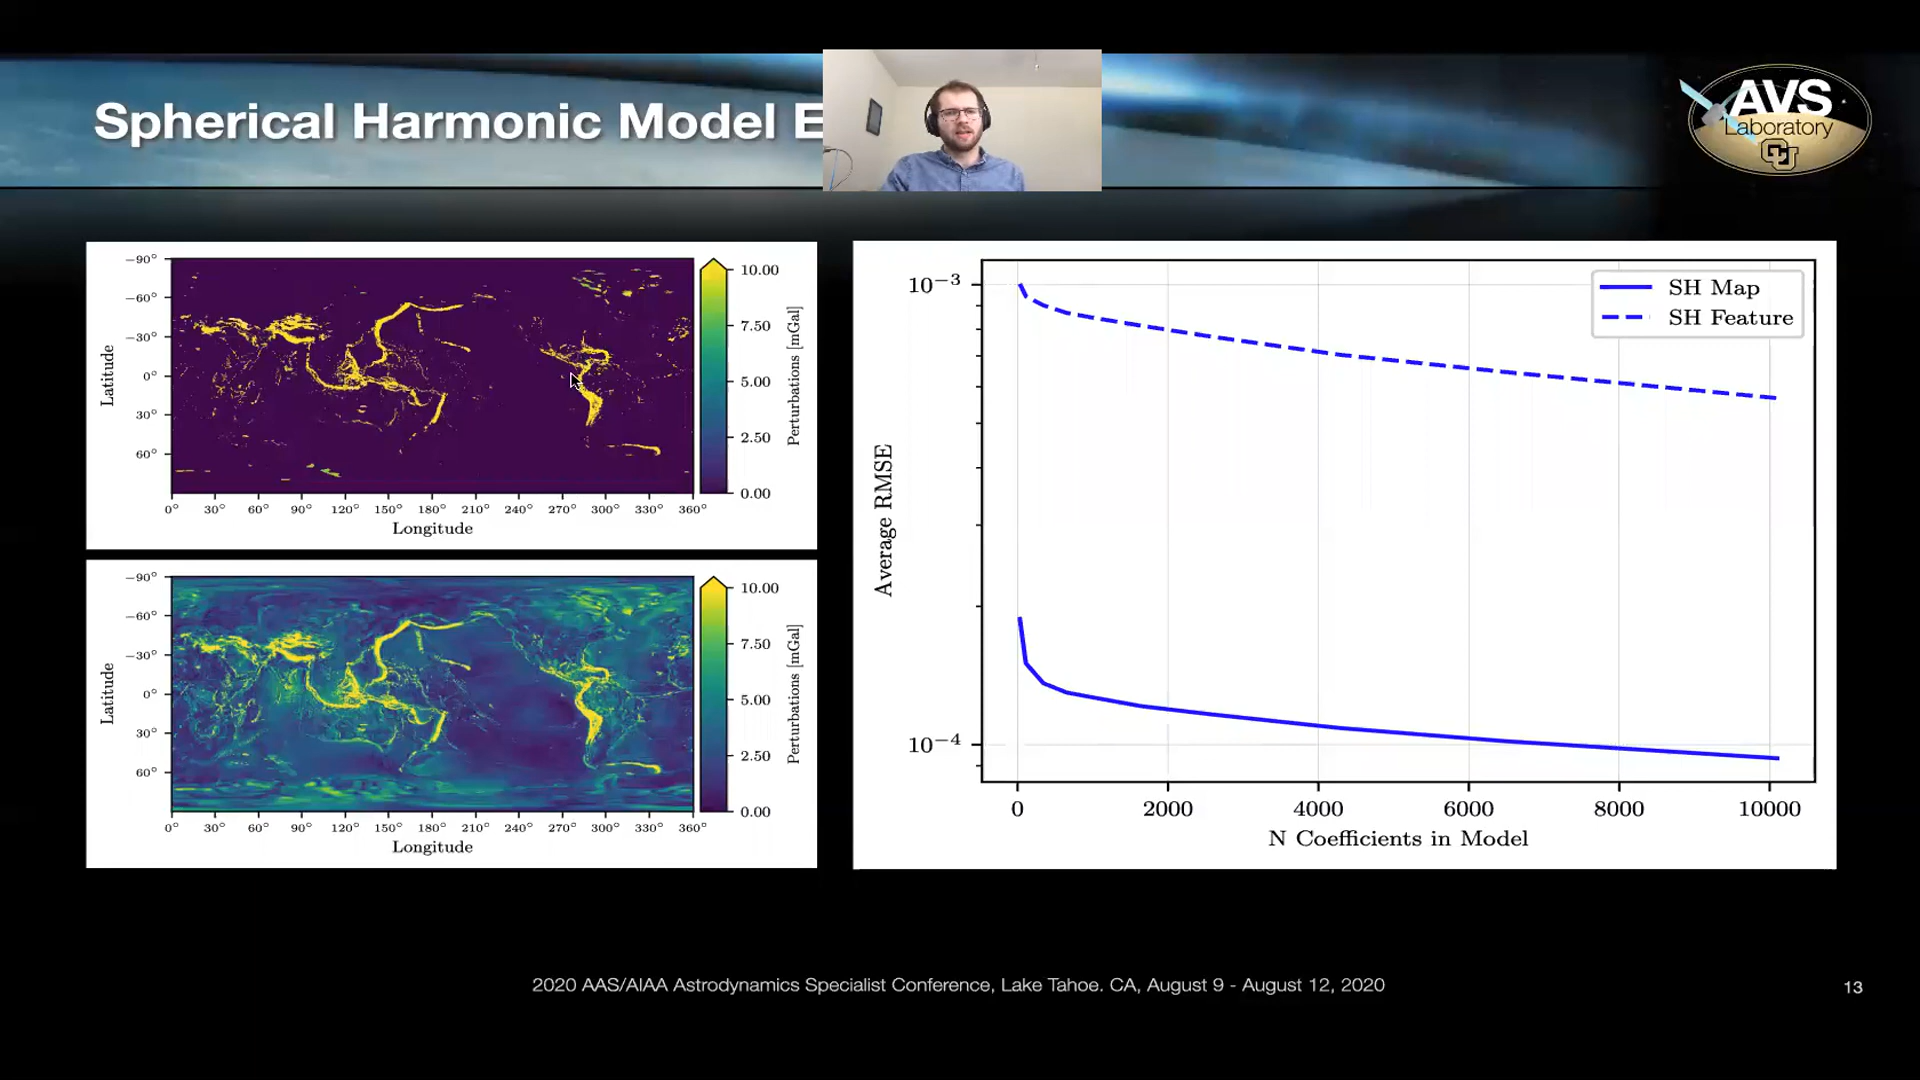 Spherical Harmonic Model E
AVS
Laboratory
CU
−90°
−60°
−30°
0°
30°
60°
Latitude
0° 30° 60° 90° 120° 150° 180° 210° 240° 270° 300° 330° 360°
Longitude
10.00
7.50
5.00
2.50
0.00
Perturbations [mGal]
−90°
−60°
−30°
0°
30°
60°
Latitude
0° 30° 60° 90° 120° 150° 180° 210° 240° 270° 300° 330° 360°
Longitude
10.00
7.50
5.00
2.50
0.00
Perturbations [mGal]
10⁻³
10⁻⁴
Average RMSE
SH Map
SH Feature
0 2000 4000 6000 8000 10000
N Coefficients in Model
2020 AAS/AIAA Astrodynamics Specialist Conference, Lake Tahoe. CA, August 9 - August 12, 2020
13